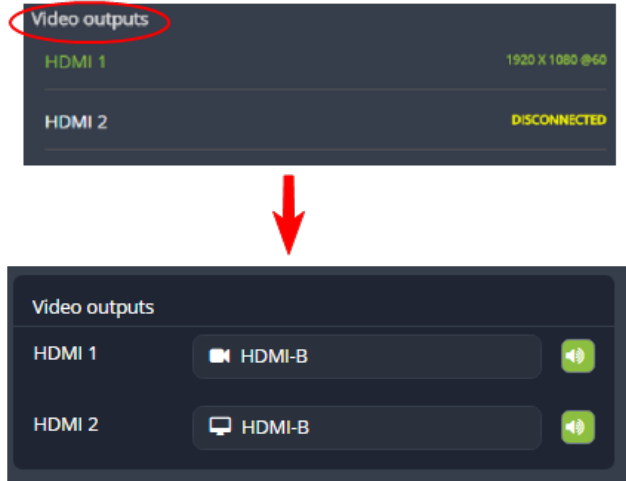 Video outputs
HDMI 1 1920 X 1080 @60
HDMI 2 DISCONNECTED
Video outputs
HDMI 1 HDMI-B
HDMI 2 HDMI-B